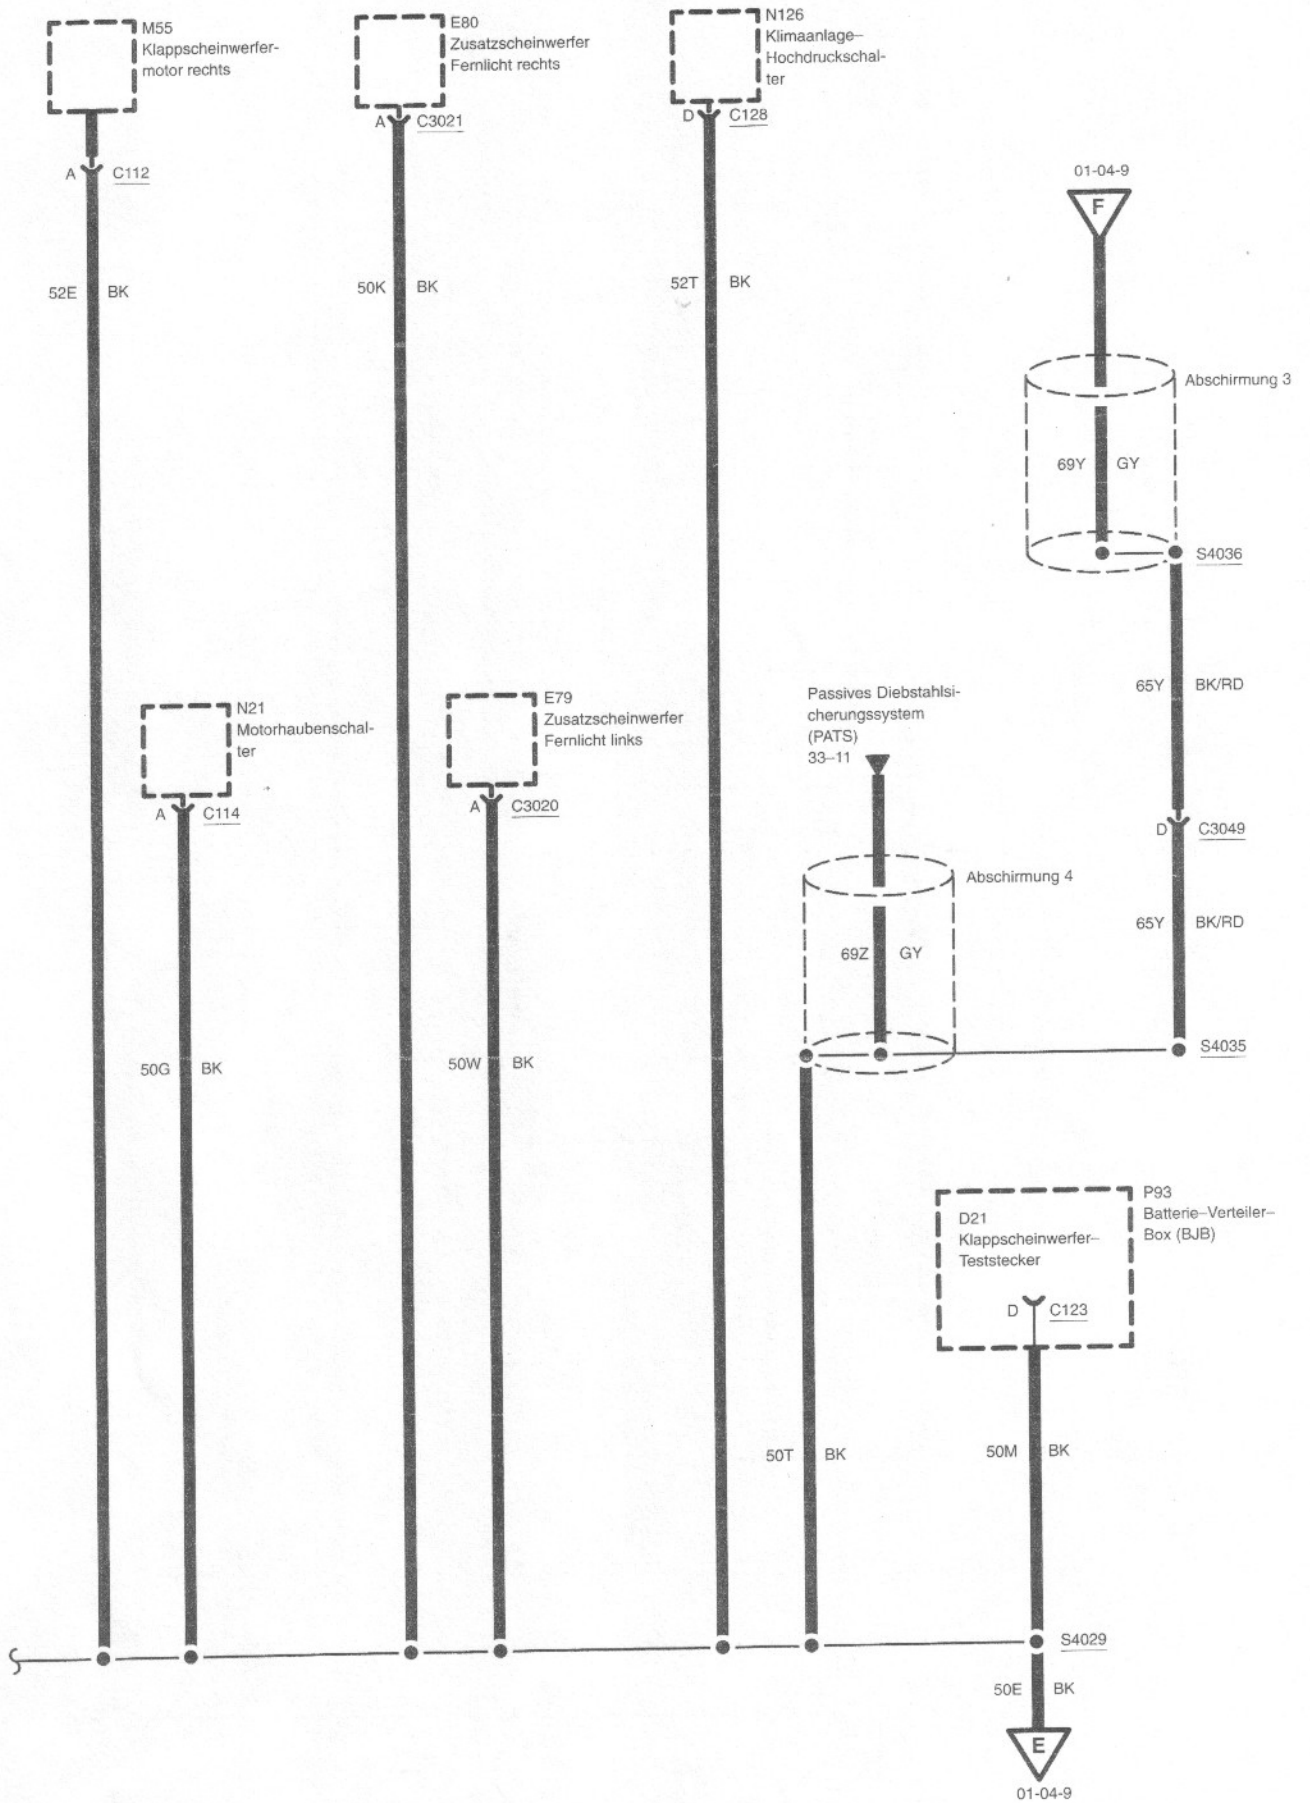 M55
Klappscheinwerfer-
motor rechts
A C112
52E BK
E80
Zusatzscheinwerfer
Fernlicht rechts
A C3021
50K BK
N126
Klimaanlage–
Hochdruckschal-
ter
D C128
52T BK
01-04-9
F
Abschirmung 3
69Y GY
S4036
65Y BK/RD
D C3049
65Y BK/RD
S4035
N21
Motorhaubenschal-
ter
A C114
50G BK
E79
Zusatzscheinwerfer
Fernlicht links
A C3020
50W BK
Passives Diebstahlsi-
cherungssystem
(PATS)
33–11
Abschirmung 4
69Z GY
50T BK
P93
Batterie–Verteiler–
Box (BJB)
D21
Klappscheinwerfer–
Teststecker
D C123
50M BK
S4029
50E BK
E
01-04-9